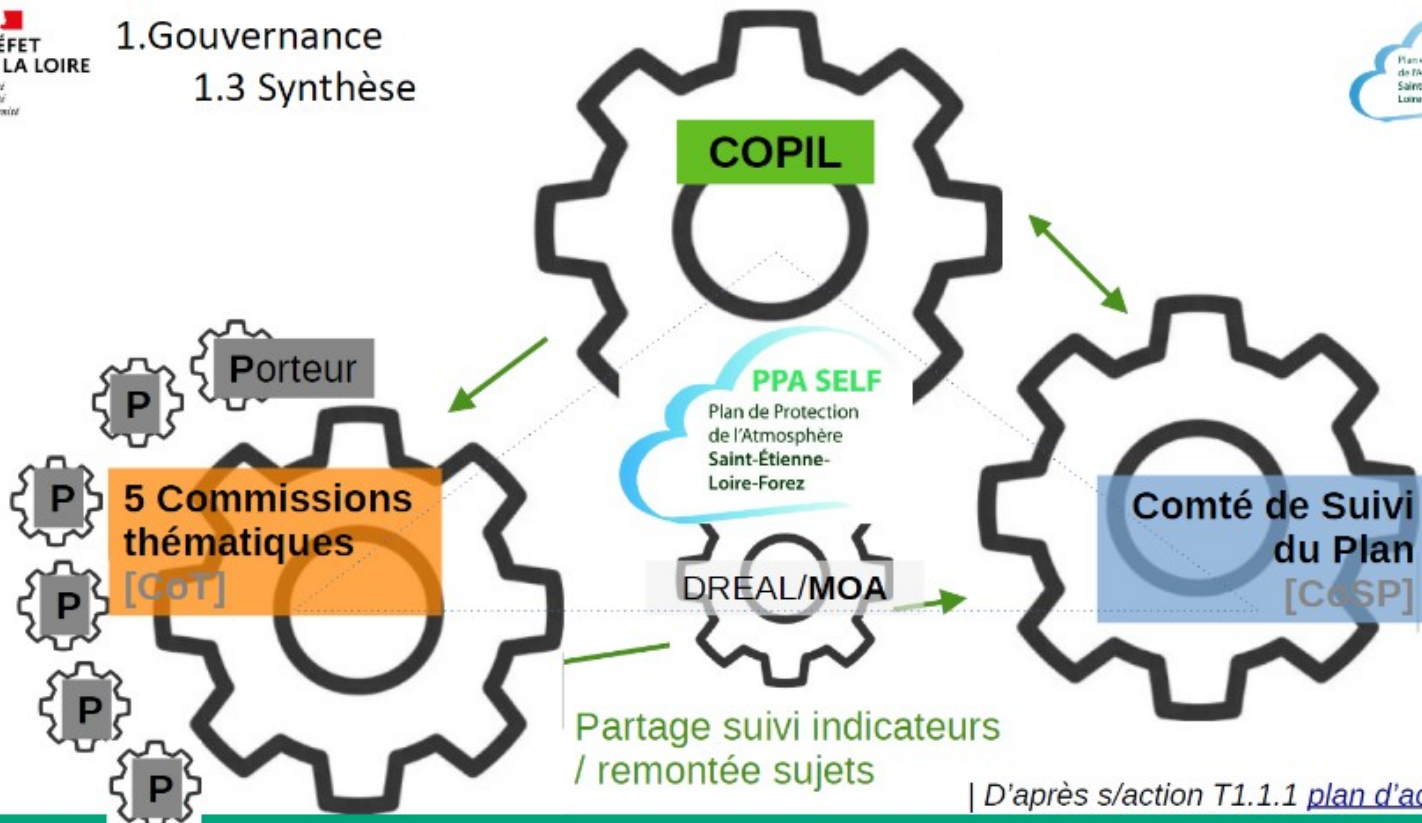 ÉFET
LA LOIRE
1.Gouvernance
1.3 Synthèse
COPIL
Porteur
P
P
P
P
P
5 Commissions
thématiques
[CoT]
PPA SELF
Plan de Protection
de l'Atmosphère
Saint-Étienne-
Loire-Forez
DREAL/MOA
Comté de Suivi
du Plan
[CoSP]
Partage suivi indicateurs
/ remontée sujets
| D'après s/action T1.1.1 plan d'ac